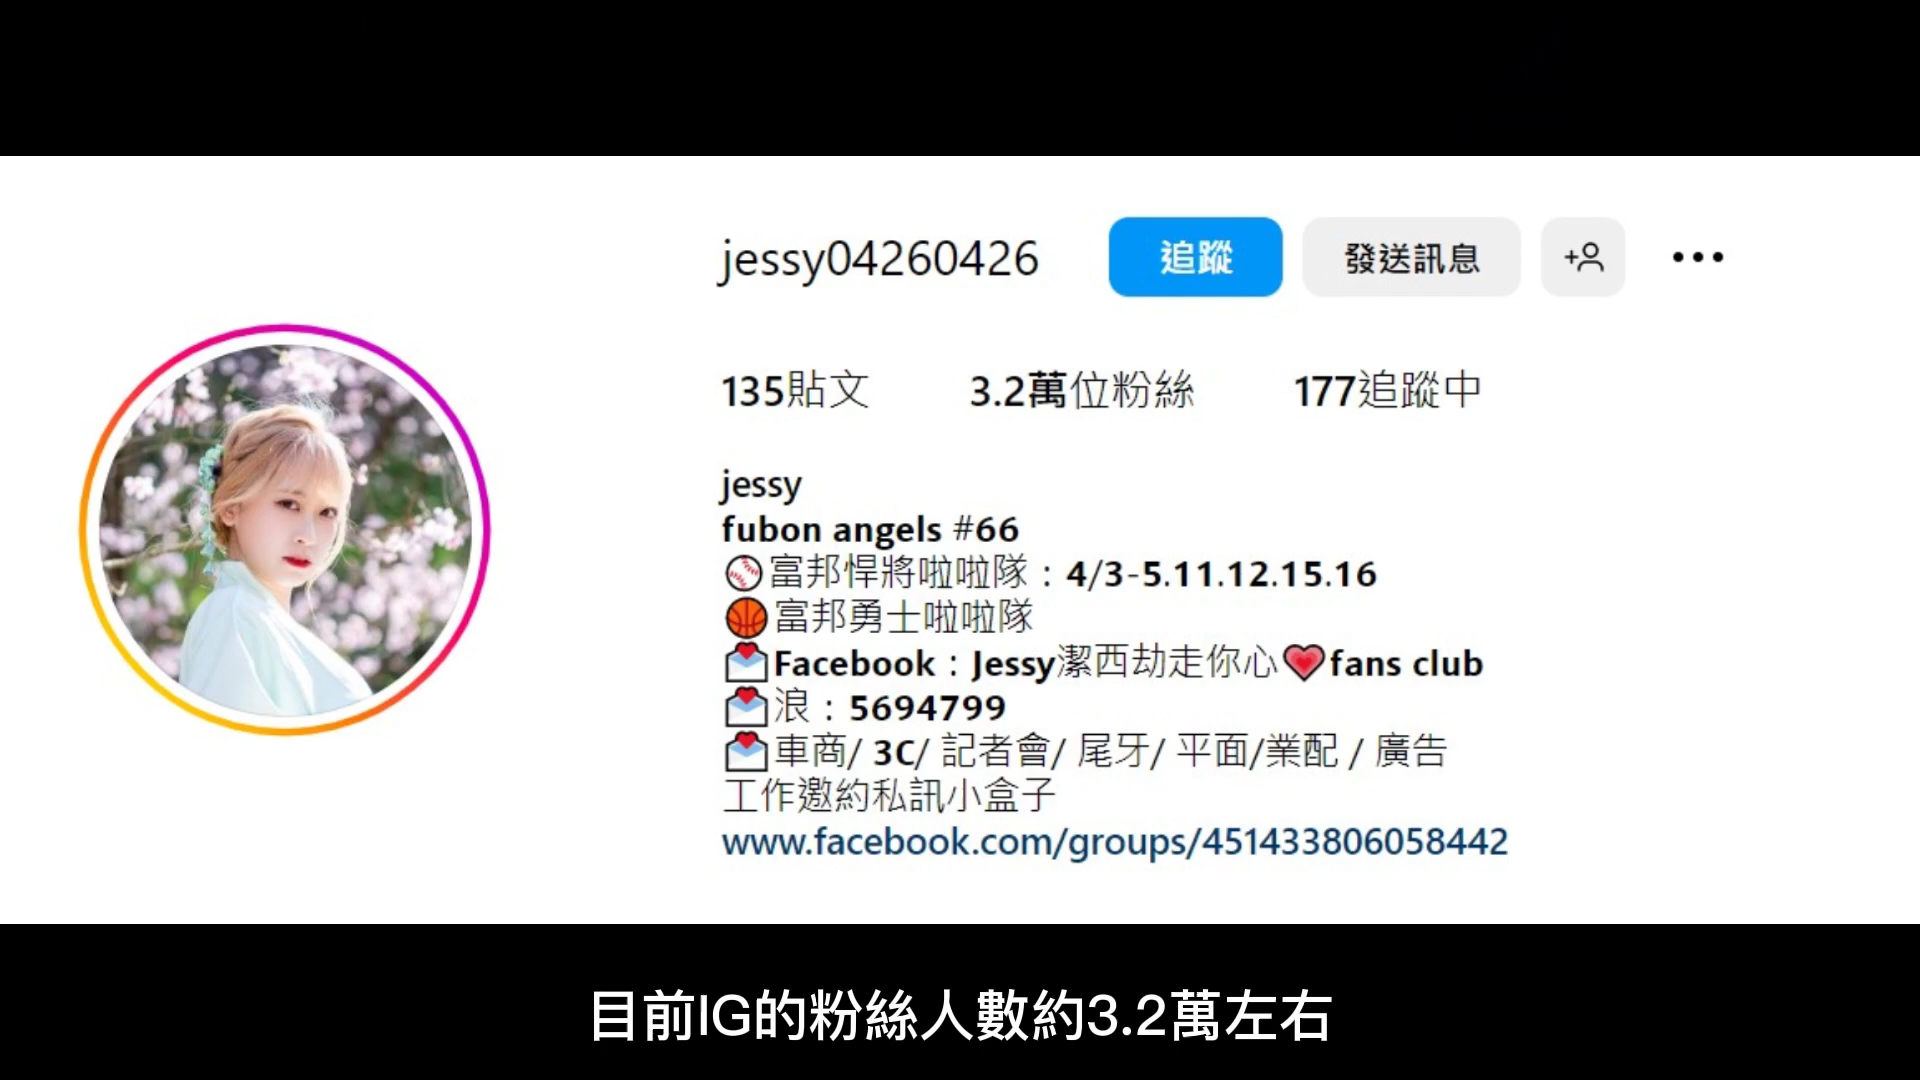 jessy04260426 追蹤 發送訊息
135貼文 3.2萬位粉絲 177追蹤中
jessy
fubon angels #66
⚾富邦悍將啦啦隊：4/3-5.11.12.15.16
🏀富邦勇士啦啦隊
💌Facebook：Jessy潔西劫走你心💗fans club
💌浪：5694799
💌車商/ 3C/ 記者會/ 尾牙/ 平面/業配 / 廣告
工作邀約私訊小盒子
www.facebook.com/groups/451433806058442
目前IG的粉絲人數約3.2萬左右